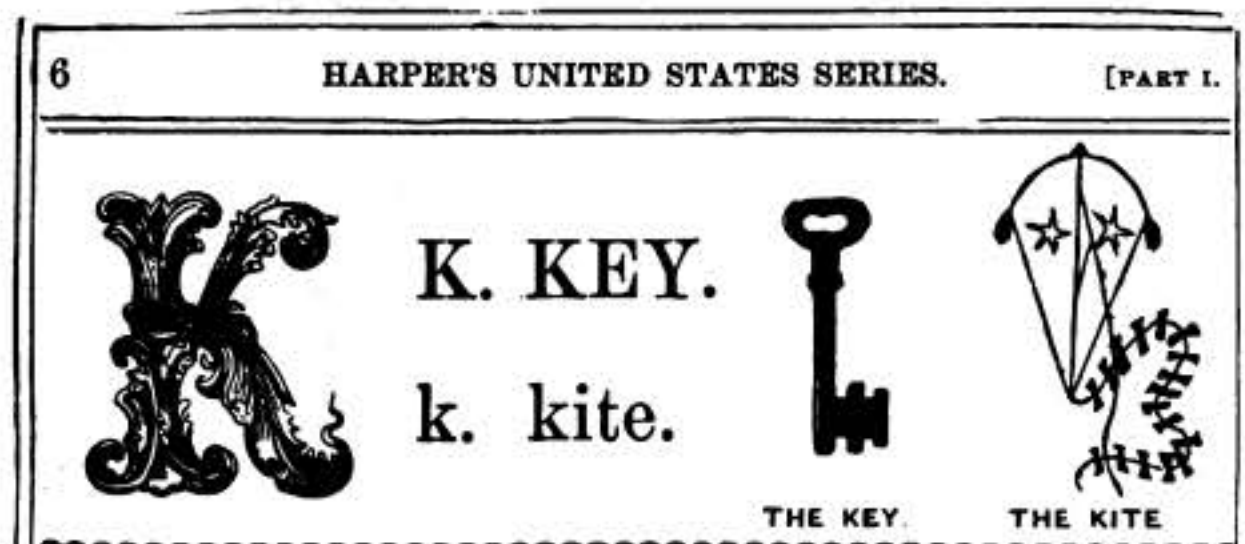 6 HARPER'S UNITED STATES SERIES. [PART I.
K K. KEY.
k. kite.
THE KEY. THE KITE